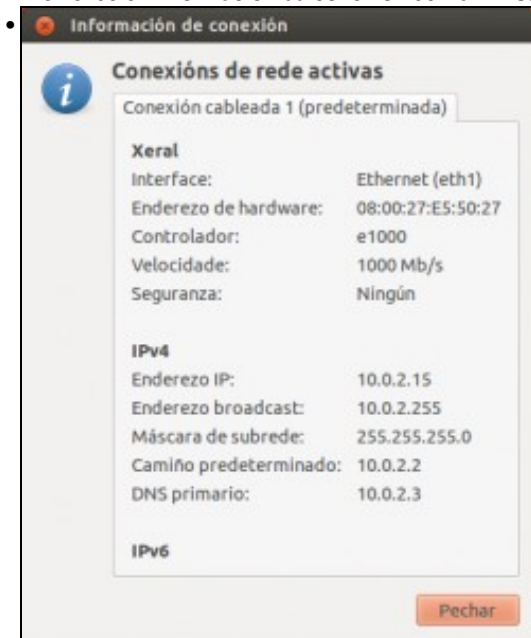 Información de conexión
Conexións de rede activas
Conexión cableada 1 (predeterminada)
Xeral
Interface: Ethernet (eth1)
Enderezo de hardware: 08:00:27:E5:50:27
Controlador: e1000
Velocidade: 1000 Mb/s
Seguranza: Ningún
IPv4
Enderezo IP: 10.0.2.15
Enderezo broadcast: 10.0.2.255
Máscara de subrede: 255.255.255.0
Camiño predeterminado: 10.0.2.2
DNS primario: 10.0.2.3
IPv6
Pechar